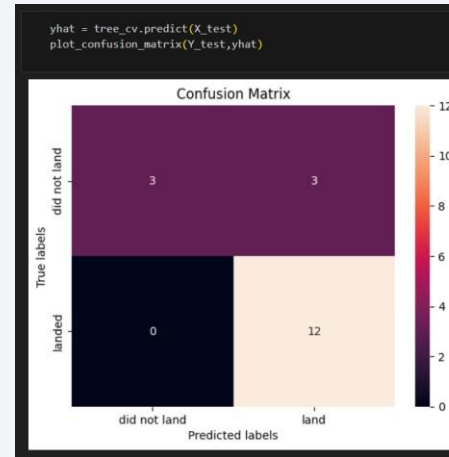 yhat = tree_cv.predict(X_test)
plot_confusion_matrix(Y_test,yhat)
Confusion Matrix
did not land
3
3
12
10
8
6
4
2
0
True labels
landed
0
12
did not land
land
Predicted labels